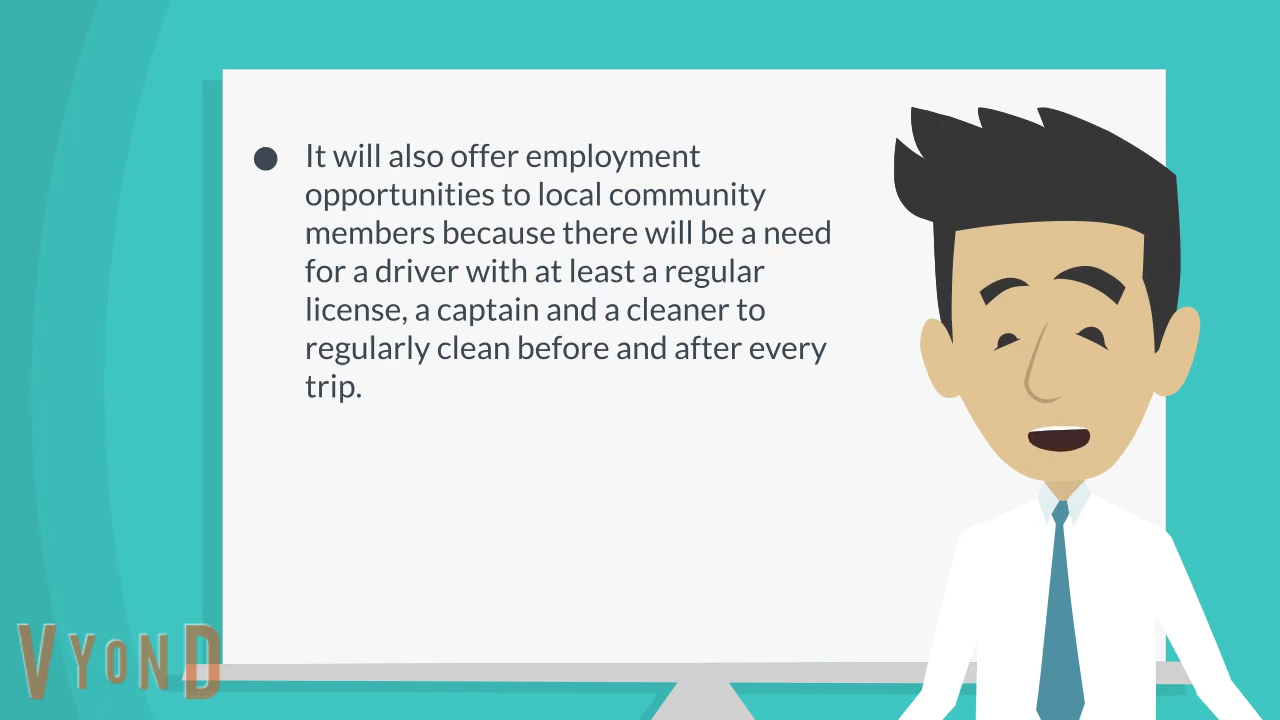 ● It will also offer employment
opportunities to local community
members because there will be a need
for a driver with at least a regular
license, a captain and a cleaner to
regularly clean before and after every
trip.
VYOND